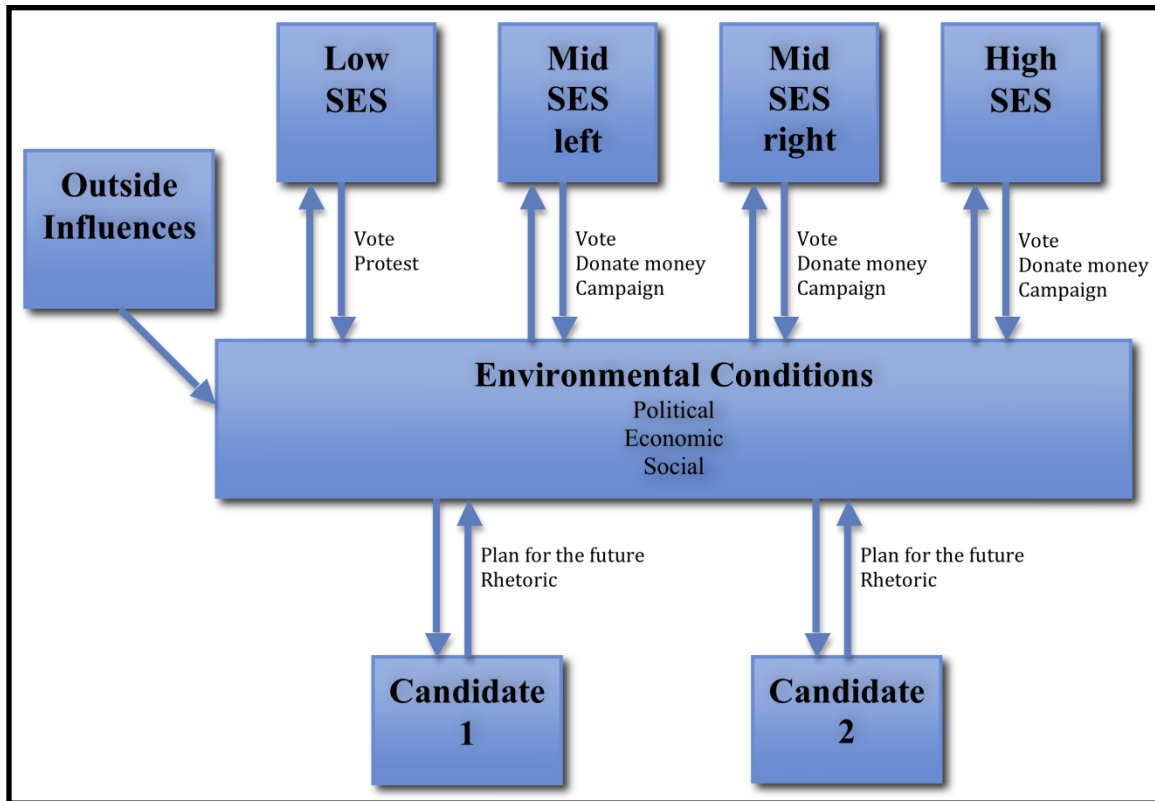 Low
SES
Mid
SES
left
Mid
SES
right
High
SES
Outside
Influences
Vote
Protest
Vote
Donate money
Campaign
Vote
Donate money
Campaign
Vote
Donate money
Campaign
Environmental Conditions
Political
Economic
Social
Plan for the future
Rhetoric
Plan for the future
Rhetoric
Candidate
1
Candidate
2